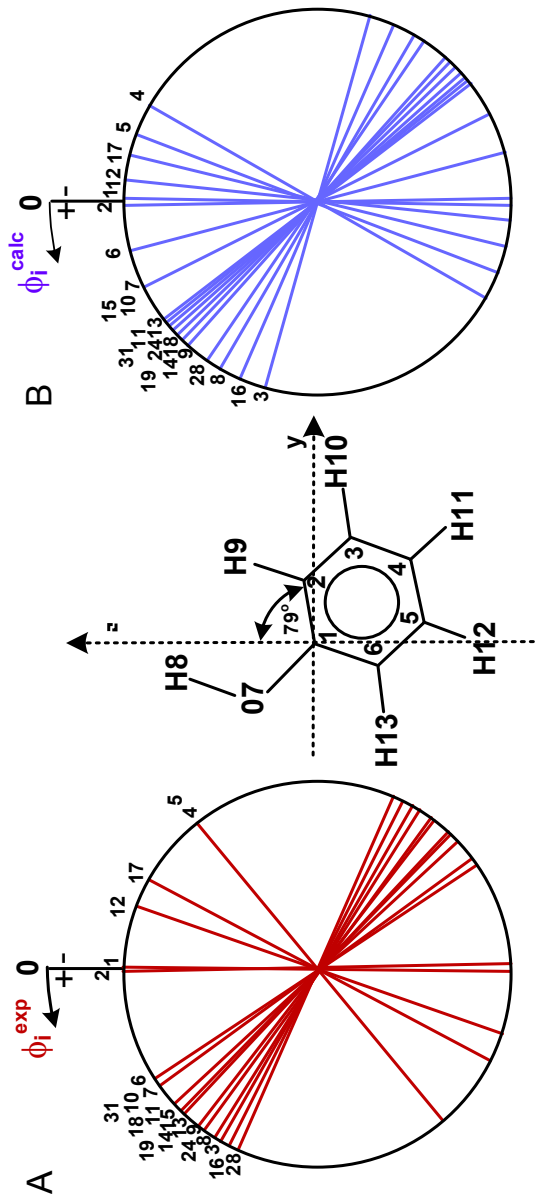 A
ϕi exp
0
+ -
2 1
12
17
5
4
31
10 6
7
18 11 15
19 14 13
24 9
8
16 3
28
z
y
79°
H8
O7
H9
H10
H11
H12
H13
1
2
3
4
5
6
B
ϕi calc
0
+ -
2 1
12
17
5
4
6
15 10 7
31 11 13
19 24
14 18
9
28
8
16
3